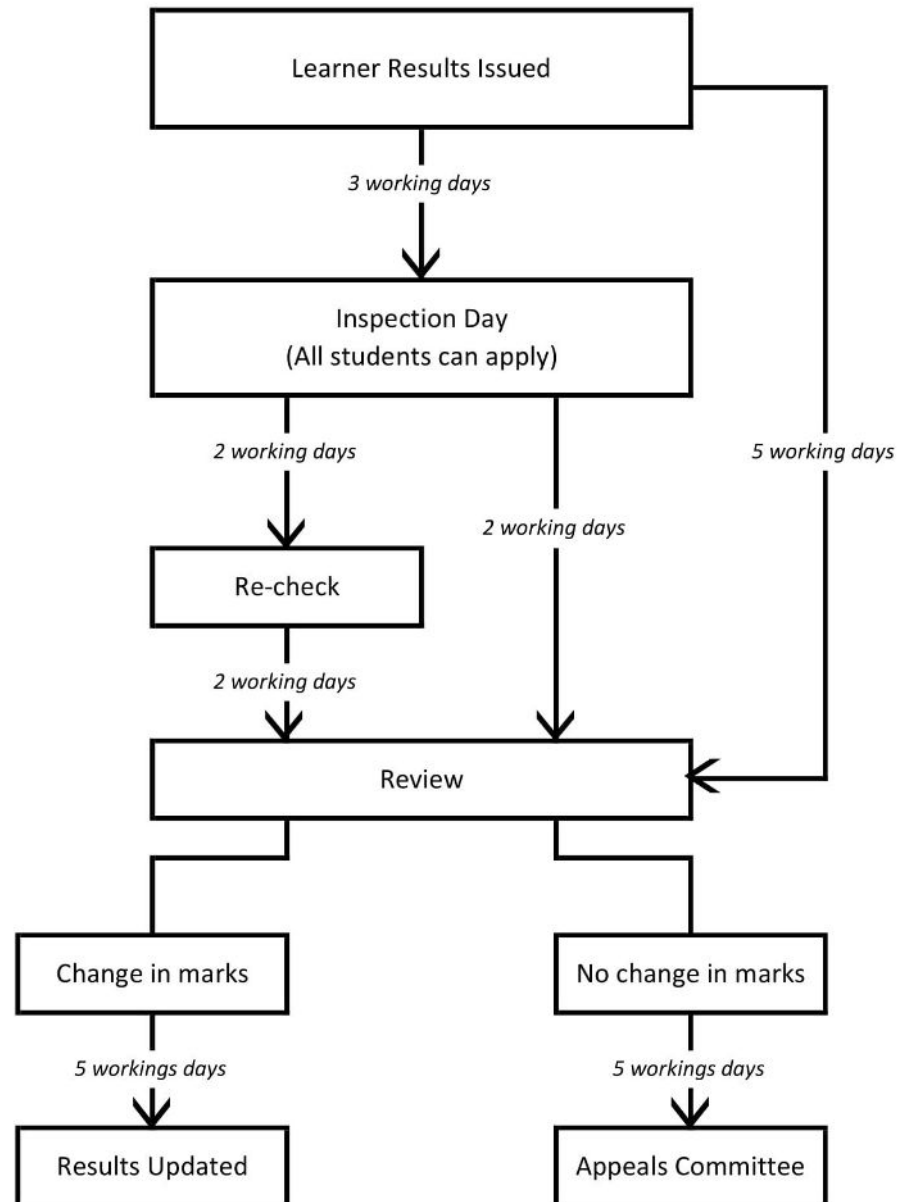 Learner Results Issued
3 working days
Inspection Day
(All students can apply)
2 working days
5 working days
2 working days
Re-check
2 working days
Review
Change in marks
No change in marks
5 workings days
5 workings days
Results Updated
Appeals Committee